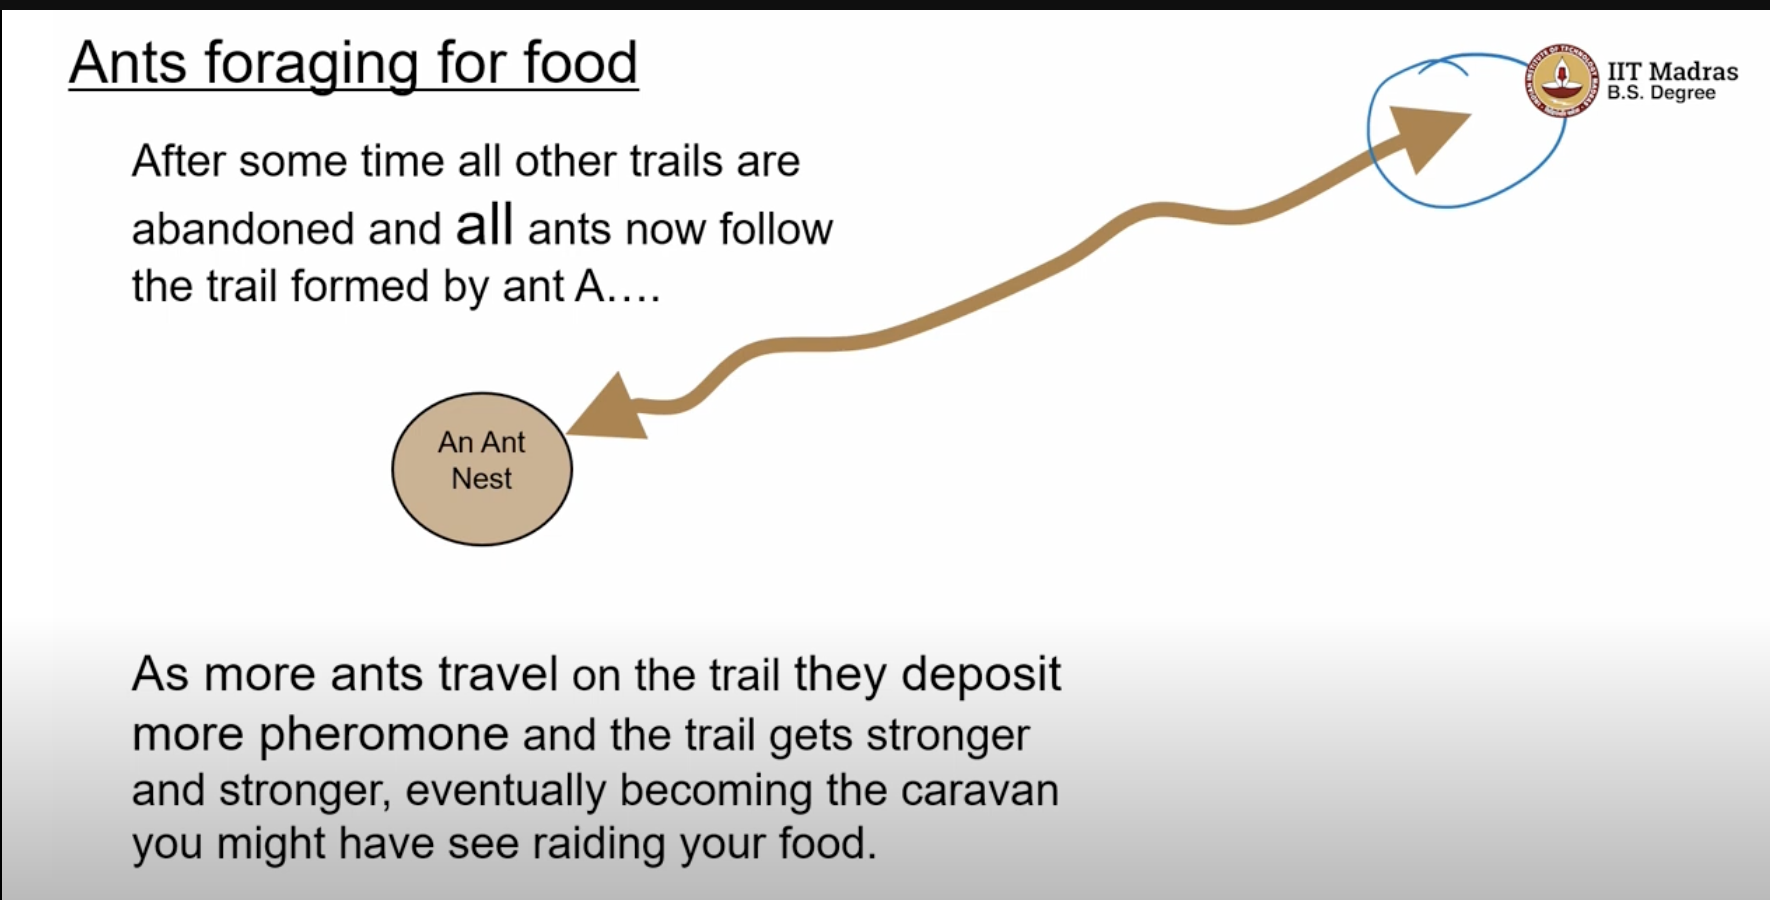 Ants foraging for food
IIT Madras
B.S. Degree
After some time all other trails are
abandoned and all ants now follow
the trail formed by ant A....
An Ant
Nest
As more ants travel on the trail they deposit
more pheromone and the trail gets stronger
and stronger, eventually becoming the caravan
you might have see raiding your food.